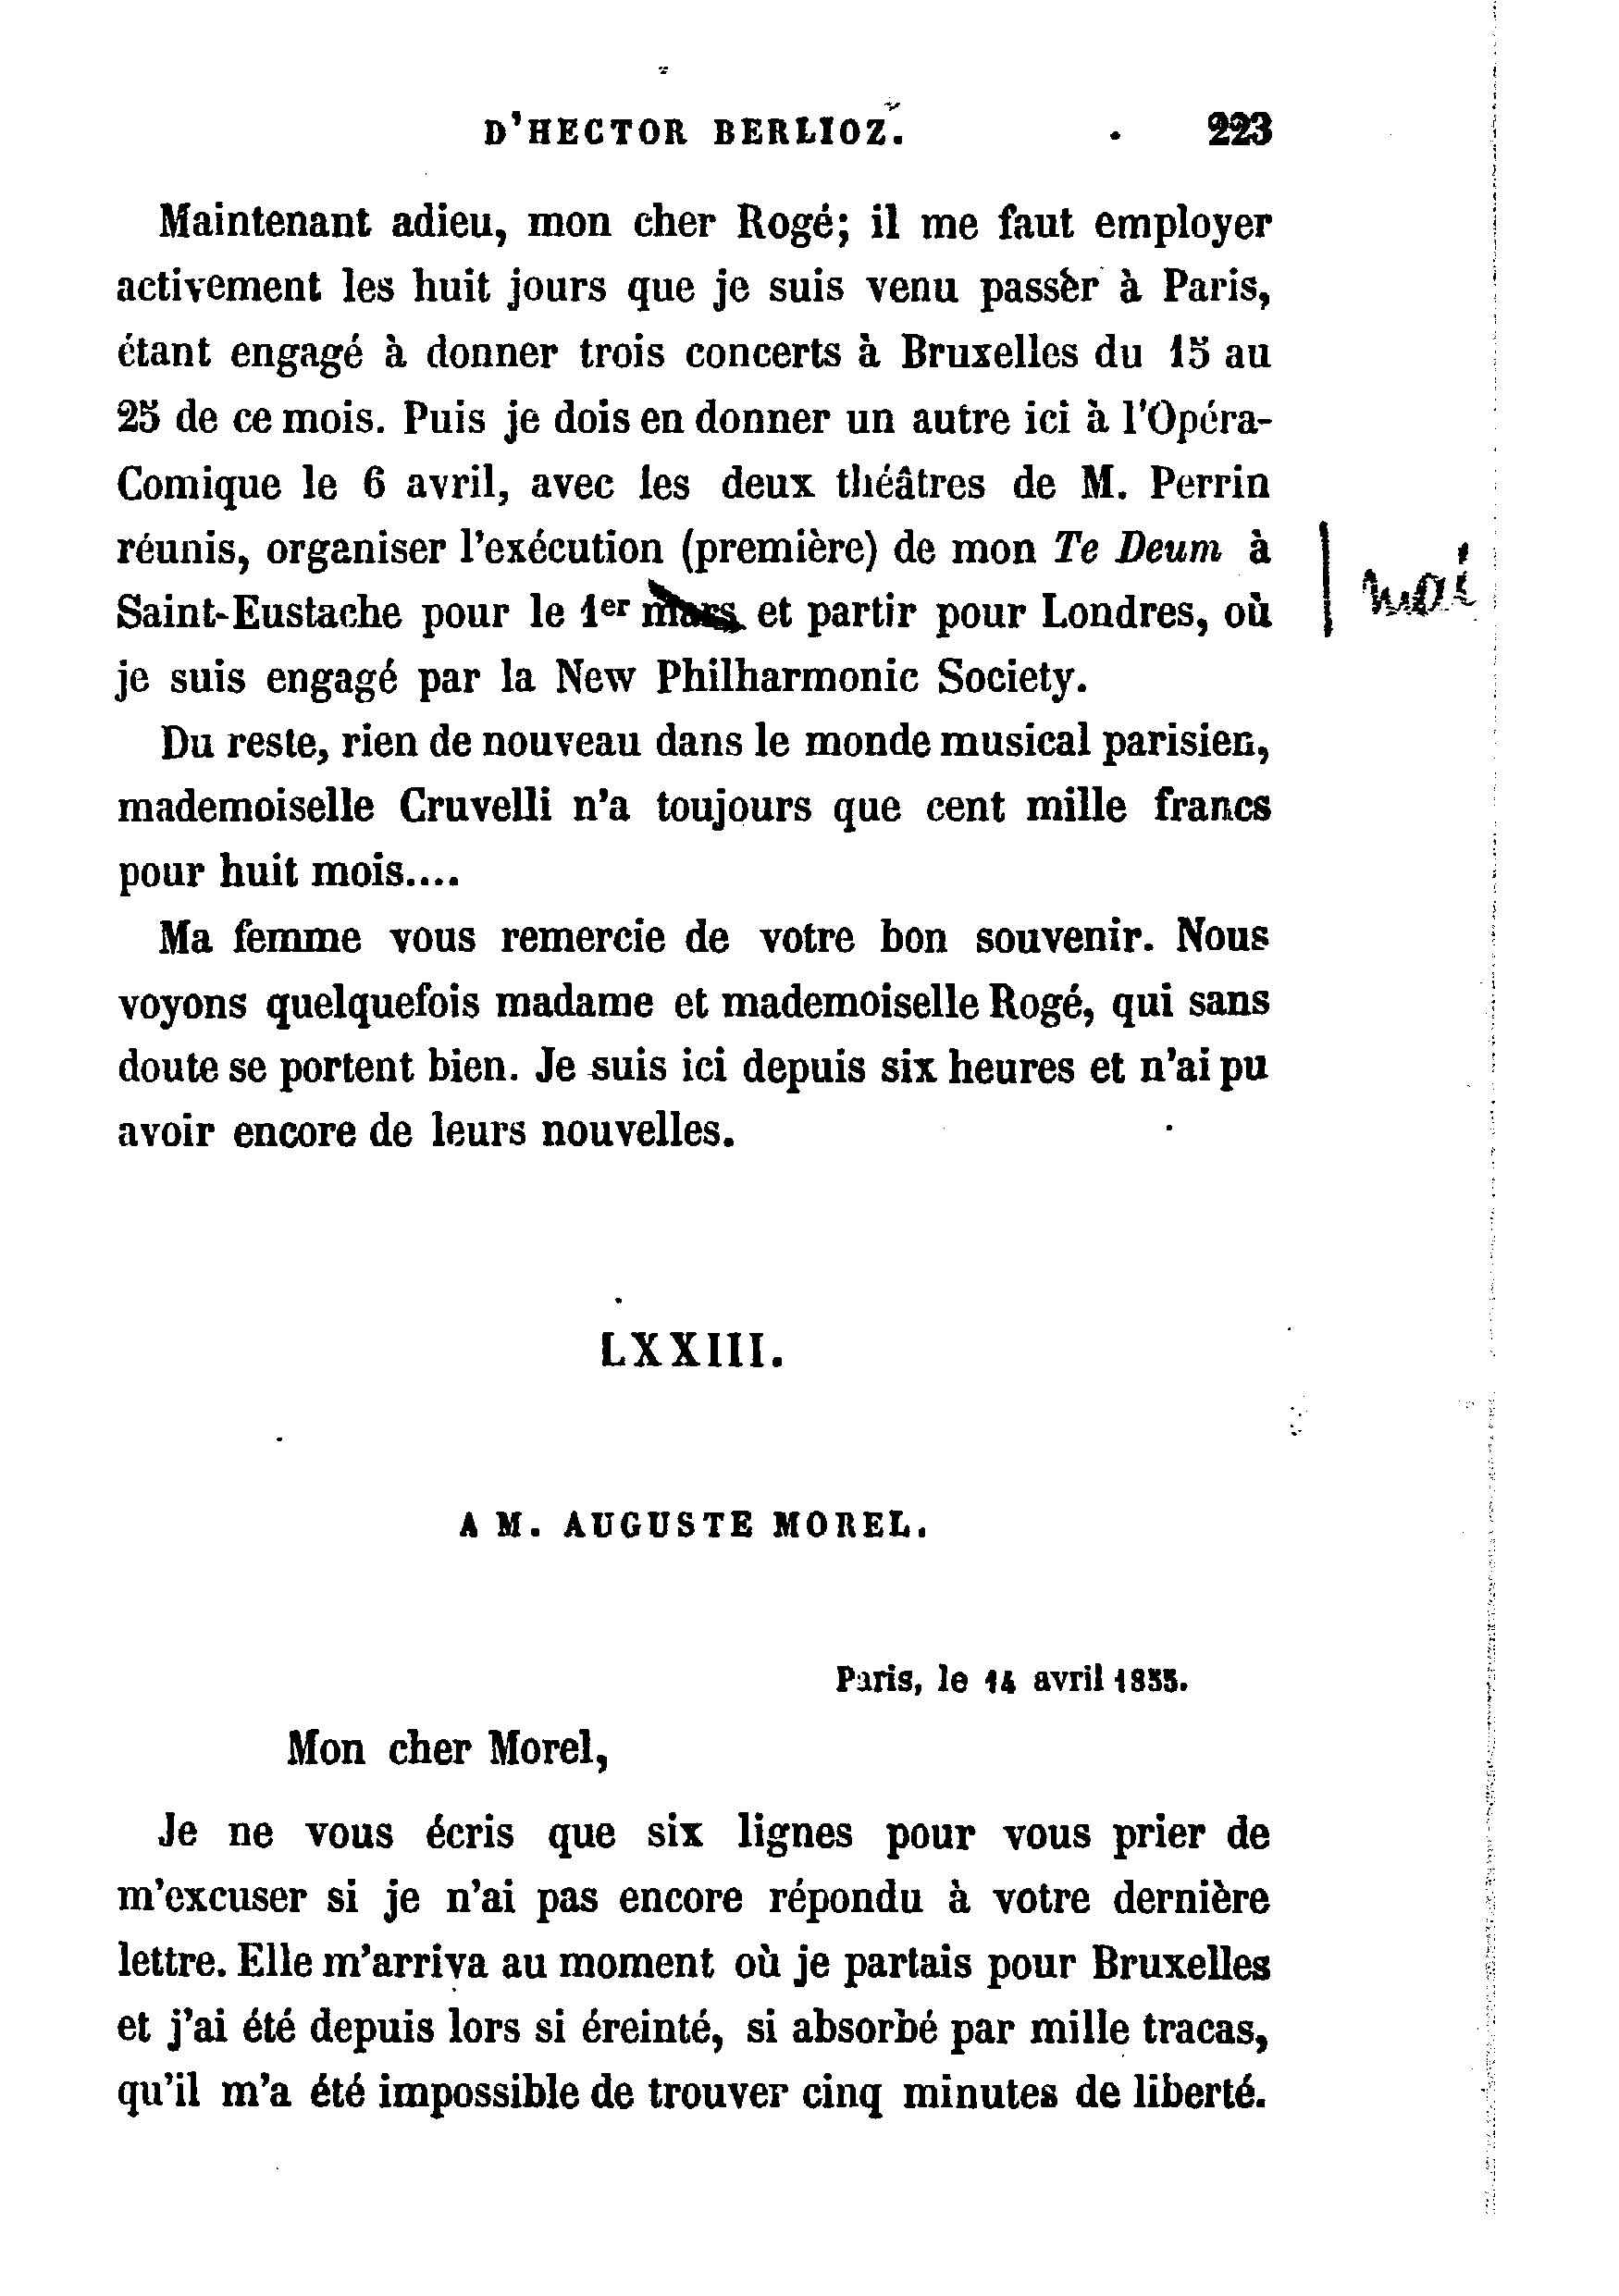 D'HECTOR BERLIOZ. 223
Maintenant adieu, mon cher Rogé; il me faut employer
activement les huit jours que je suis venu passer à Paris,
étant engagé à donner trois concerts à Bruxelles du 15 au
25 de ce mois. Puis je dois en donner un autre ici à l'Opéra-
Comique le 6 avril, avec les deux théâtres de M. Perrin
réunis, organiser l'exécution (première) de mon Te Deum à
Saint-Eustache pour le 1er mars et partir pour Londres, où
mai
je suis engagé par la New Philharmonic Society.
Du reste, rien de nouveau dans le monde musical parisien,
mademoiselle Cruvelli n'a toujours que cent mille francs
pour huit mois....
Ma femme vous remercie de votre bon souvenir. Nous
voyons quelquefois madame et mademoiselle Rogé, qui sans
doute se portent bien. Je suis ici depuis six heures et n'ai pu
avoir encore de leurs nouvelles.
LXXIII.
A M. AUGUSTE MOREL.
Paris, le 14 avril 1855.
Mon cher Morel,
Je ne vous écris que six lignes pour vous prier de
m'excuser si je n'ai pas encore répondu à votre dernière
lettre. Elle m'arriva au moment où je partais pour Bruxelles
et j'ai été depuis lors si éreinté, si absorbé par mille tracas,
qu'il m'a été impossible de trouver cinq minutes de liberté.